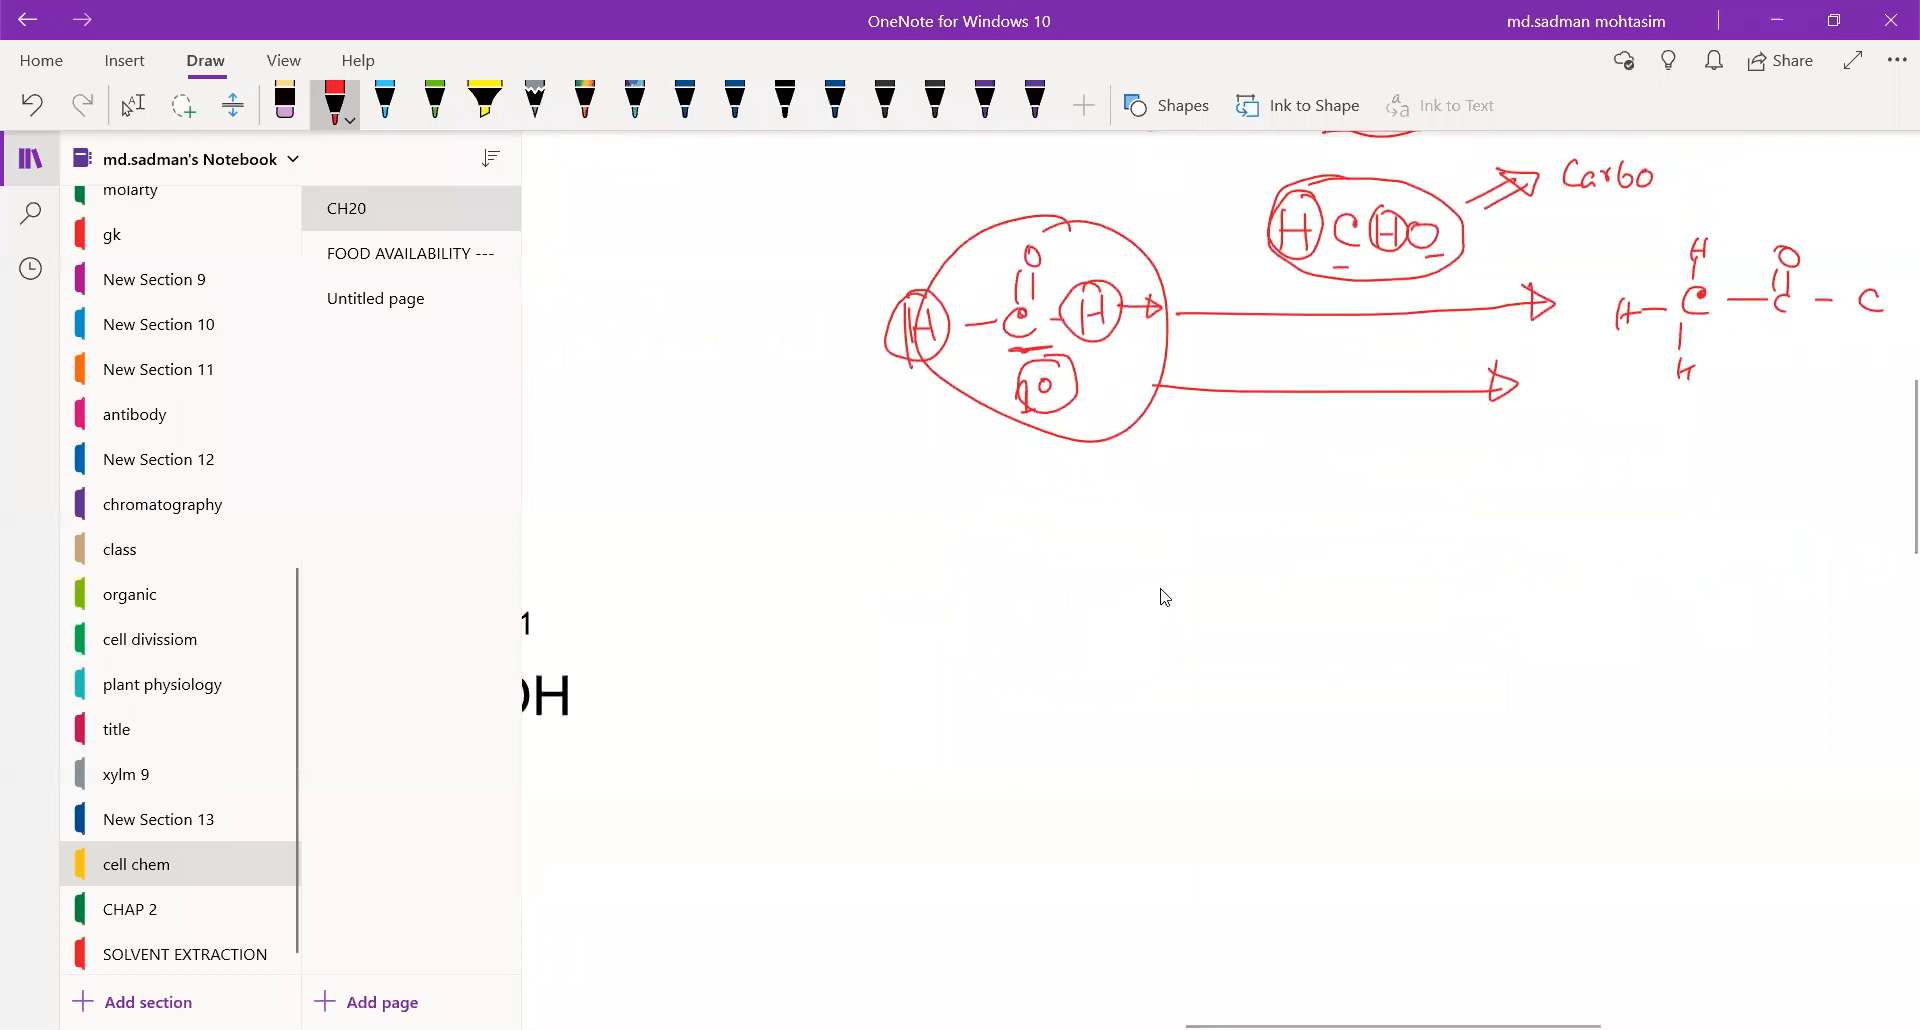 OneNote for Windows 10
md.sadman mohtasim
Home Insert Draw View Help
Share
Shapes Ink to Shape Ink to Text
md.sadman's Notebook
molarty
gk
New Section 9
New Section 10
New Section 11
antibody
New Section 12
chromatography
class
organic
cell divissiom
plant physiology
title
xylm 9
New Section 13
cell chem
CHAP 2
SOLVENT EXTRACTION
Add section
CH20
FOOD AVAILABILITY ---
Untitled page
Add page
Carbo
HCHO
O
H - C - H
10
H O
H - C - C - C
H
1
OH